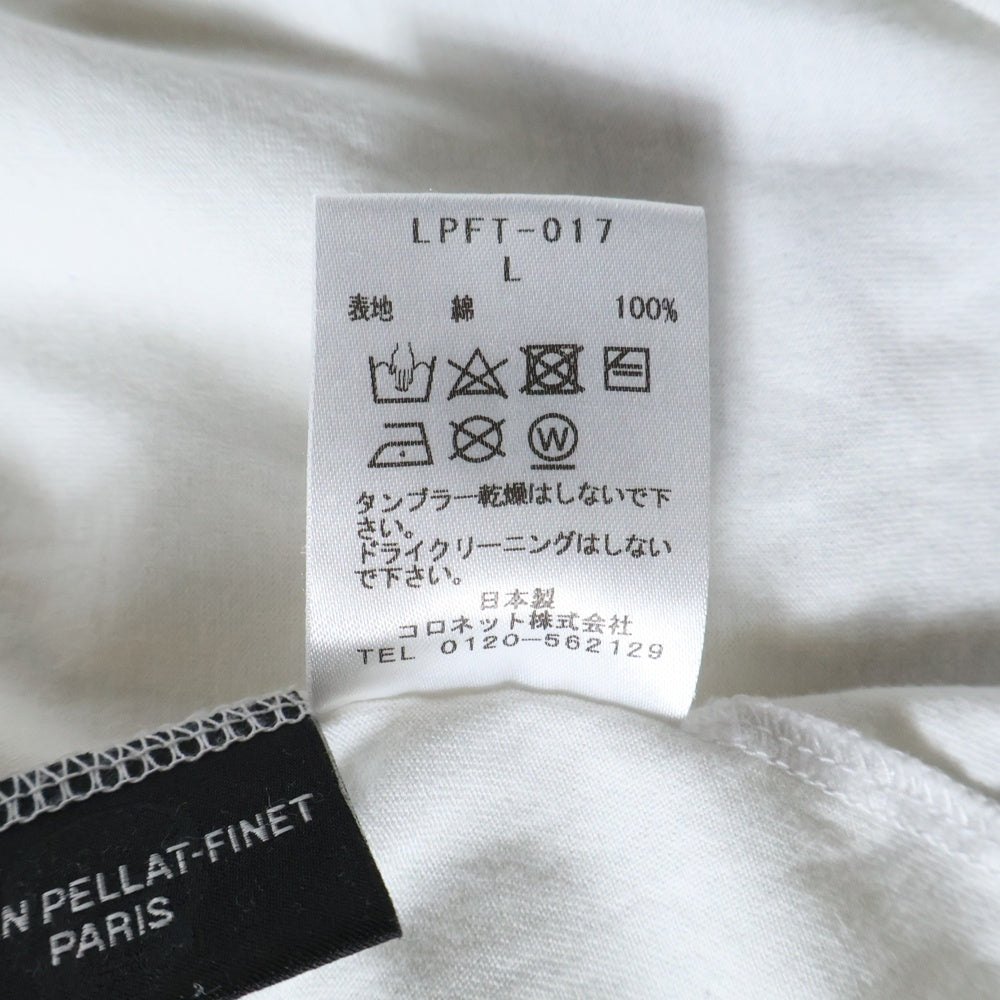 LPFT-017
L
表地 綿 100%
W
タンブラー乾燥はしないで下
さい。
ドライクリーニングはしない
で下さい。
日本製
コロネット株式会社
TEL 0120-562129
N PELLAT-FINET
PARIS